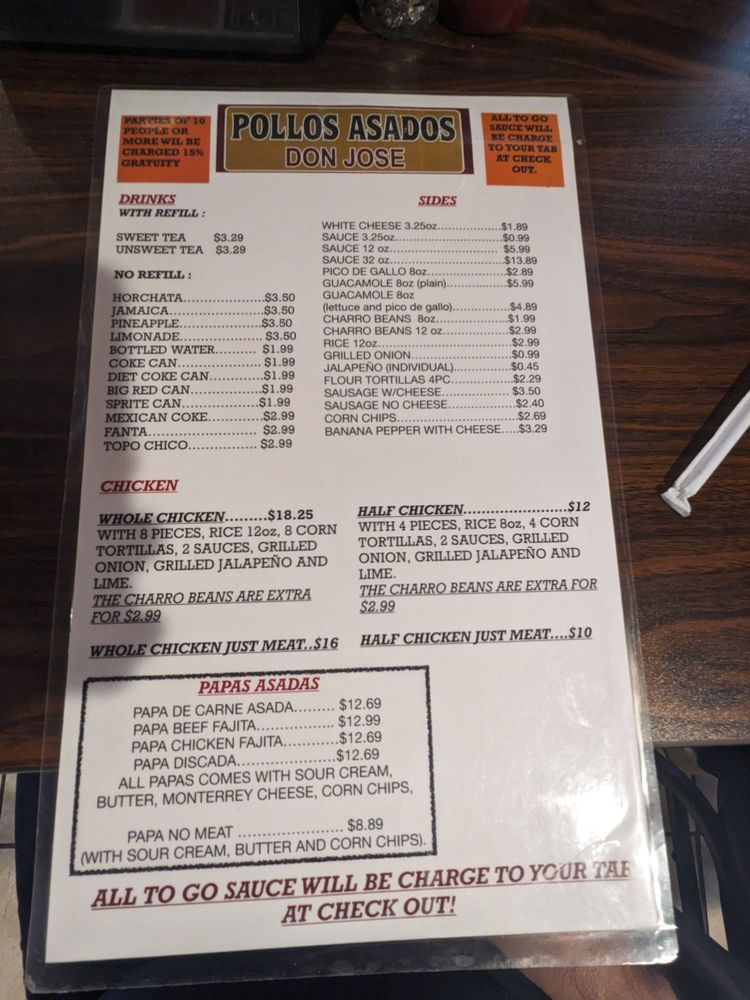 PARTIES OF 10
PEOPLE OR
MORE WIL BE
CHARGED 15%
GRATUITY
POLLOS ASADOS
DON JOSE
ALL TO GO
SAUCE WILL
BE CHARGE
TO YOUR TAB
AT CHECK
OUT.
DRINKS
WITH REFILL :
SWEET TEA $3.29
UNSWEET TEA $3.29
NO REFILL :
HORCHATA.....................$3.50
JAMAICA.......................$3.50
PINEAPPLE....................$3.50
LIMONADE.................... $3.50
BOTTLED WATER......... $1.99
COKE CAN.................... $1.99
DIET COKE CAN.............$1.99
BIG RED CAN.................$1.99
SPRITE CAN...................$1.99
MEXICAN COKE.............$2.99
FANTA.......................... $2.99
TOPO CHICO................ $2.99
SIDES
WHITE CHEESE 3.25oz..................$1.89
SAUCE 3.25oz...............................$0.99
SAUCE 12 oz................................ $5.99
SAUCE 32 oz................................$13.89
PICO DE GALLO 8oz.......................$2.89
GUACAMOLE 8oz (plain)..................$5.99
GUACAMOLE 8oz
(lettuce and pico de gallo)................$4.89
CHARRO BEANS 8oz......................$1.99
CHARRO BEANS 12 oz...................$2.99
RICE 12oz......................................$2.99
GRILLED ONION............................$0.99
JALAPEÑO (INDIVIDUAL)................$0.45
FLOUR TORTILLAS 4PC.................$2.29
SAUSAGE W/CHEESE.................... $3.50
SAUSAGE NO CHEESE...................$2.40
CORN CHIPS.................................$2.69
BANANA PEPPER WITH CHEESE.....$3.29
CHICKEN
WHOLE CHICKEN.........$18.25
WITH 8 PIECES, RICE 12oz, 8 CORN
TORTILLAS, 2 SAUCES, GRILLED
ONION, GRILLED JALAPEÑO AND
LIME.
THE CHARRO BEANS ARE EXTRA
FOR $2.99
WHOLE CHICKEN JUST MEAT..$16
HALF CHICKEN.......................$12
WITH 4 PIECES, RICE 8oz, 4 CORN
TORTILLAS, 2 SAUCES, GRILLED
ONION, GRILLED JALAPEÑO AND
LIME.
THE CHARRO BEANS ARE EXTRA FOR
$2.99
HALF CHICKEN JUST MEAT....$10
PAPAS ASADAS
PAPA DE CARNE ASADA......... $12.69
PAPA BEEF FAJITA................. $12.99
PAPA CHICKEN FAJITA............$12.69
PAPA DISCADA......................$12.69
ALL PAPAS COMES WITH SOUR CREAM,
BUTTER, MONTERREY CHEESE, CORN CHIPS,
PAPA NO MEAT ....................... $8.89
(WITH SOUR CREAM, BUTTER AND CORN CHIPS).
ALL TO GO SAUCE WILL BE CHARGE TO YOUR TAB
AT CHECK OUT!